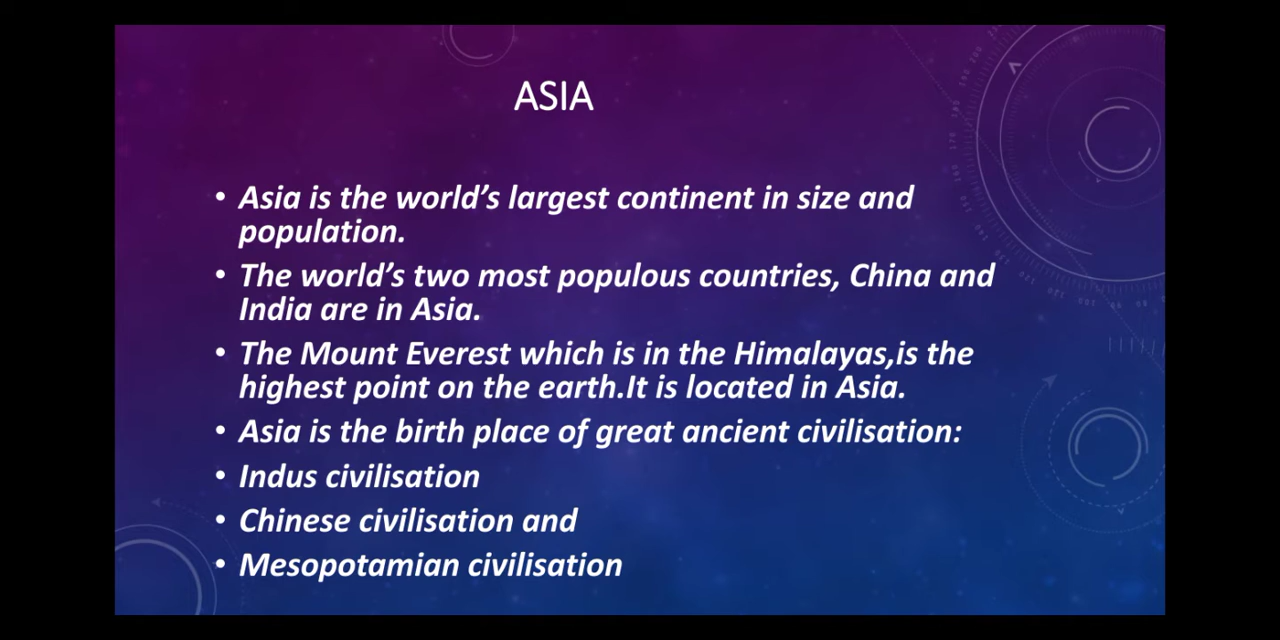 ASIA
• Asia is the world's largest continent in size and
population.
• The world's two most populous countries, China and
India are in Asia.
• The Mount Everest which is in the Himalayas,is the
highest point on the earth.It is located in Asia.
• Asia is the birth place of great ancient civilisation:
• Indus civilisation
• Chinese civilisation and
• Mesopotamian civilisation